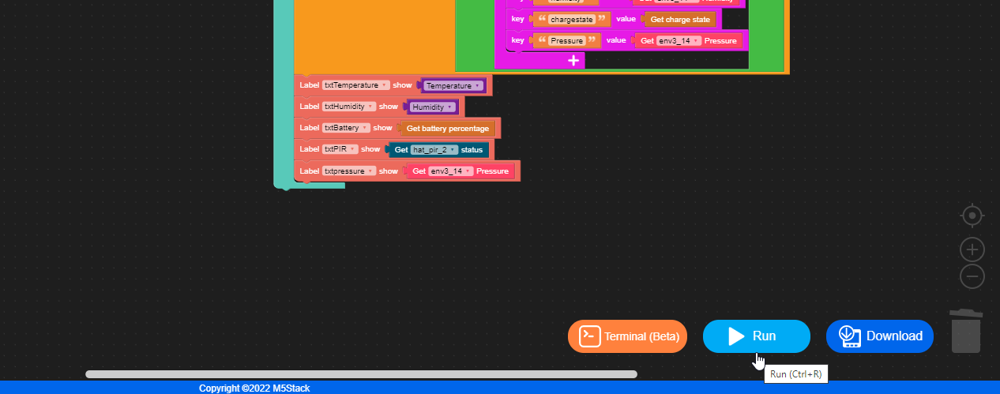 key “ chargestate ” value Get charge state
key “ Pressure ” value Get env3_14 Pressure
+
Label txtTemperature show Temperature
Label txtHumidity show Humidity
Label txtBattery show Get battery percentage
Label txtPIR show Get hat_pir_2 status
Label txtpressure show Get env3_14 Pressure
Terminal (Beta)
Run
Download
Run (Ctrl+R)
Copyright ©2022 M5Stack